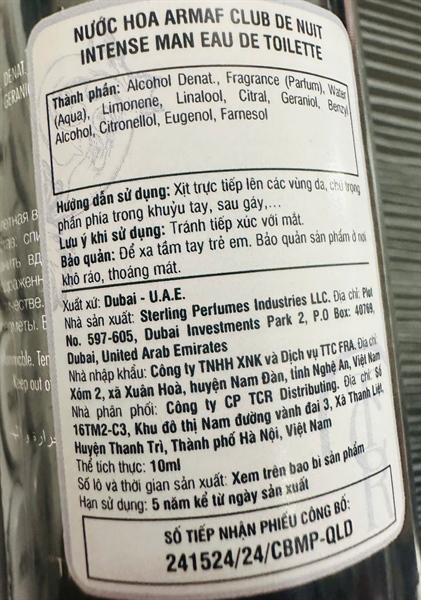 NƯỚC HOA ARMAF CLUB DE NUIT
INTENSE MAN EAU DE TOILETTE
Thành phần: Alcohol Denat., Fragrance (Parfum), Water
(Aqua), Limonene, Linalool, Citral, Geraniol, Benzyl
Alcohol, Citronellol, Eugenol, Farnesol
Hướng dẫn sử dụng: Xịt trực tiếp lên các vùng da, chú trọng
phần phía trong khuỷu tay, sau gáy,...
Lưu ý khi sử dụng: Tránh tiếp xúc với mắt.
Bảo quản: Để xa tầm tay trẻ em. Bảo quản sản phẩm ở nơi
khô ráo, thoáng mát.
Xuất xứ: Dubai - U.A.E.
Nhà sản xuất: Sterling Perfumes Industries LLC. Địa chỉ: Plot
No. 597-605, Dubai Investments Park 2, P.O Box: 40769,
Dubai, United Arab Emirates
Nhà nhập khẩu: Công ty TNHH XNK và Dịch vụ TTC FRA. Địa chỉ:
Xóm 2, xã Xuân Hoà, huyện Nam Đàn, tỉnh Nghệ An, Việt Nam
Nhà phân phối: Công ty CP TCR Distributing. Địa chỉ: Số
16TM2-C3, Khu đô thị Nam đường vành đai 3, Xã Thanh Liệt,
Huyện Thanh Trì, Thành phố Hà Nội, Việt Nam
Thể tích thực: 10ml
Số lô và thời gian sản xuất: Xem trên bao bì sản phẩm
Hạn sử dụng: 5 năm kể từ ngày sản xuất
SỐ TIẾP NHẬN PHIẾU CÔNG BỐ:
241524/24/CBMP-QLD
DENAT.
Keep out o